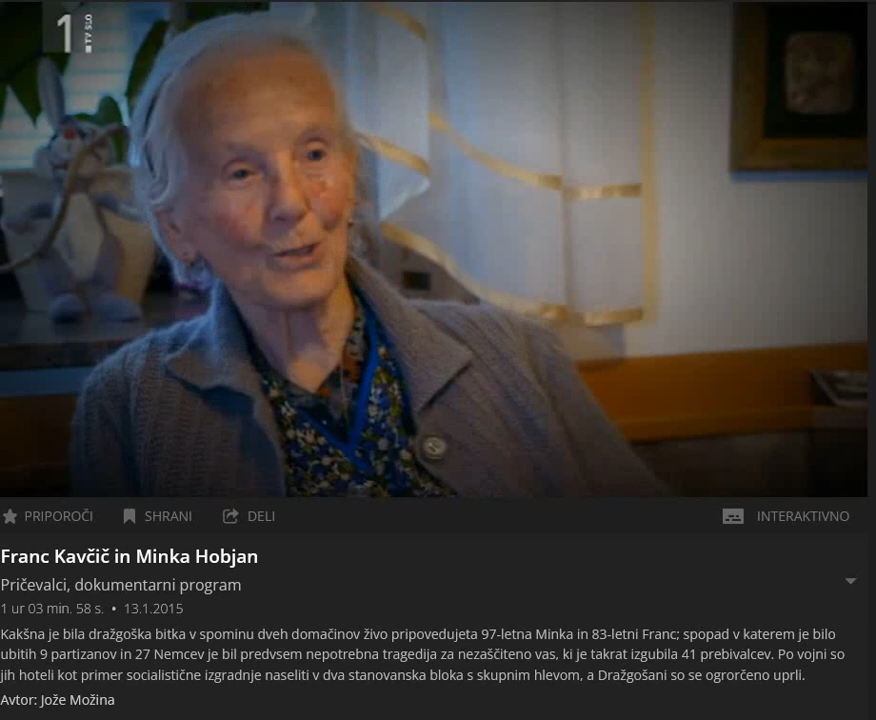 1
TV SLO
PRIPOROČI SHRANI DELI INTERAKTIVNO
Franc Kavčič in Minka Hobjan
Pričevalci, dokumentarni program
1 ur 03 min. 58 s. • 13.1.2015
Kakšna je bila dražgoška bitka v spominu dveh domačinov živo pripovedujeta 97-letna Minka in 83-letni Franc; spopad v katerem je bilo
ubitih 9 partizanov in 27 Nemcev je bil predvsem nepotrebna tragedija za nezaščiteno vas, ki je takrat izgubila 41 prebivalcev. Po vojni so
jih hoteli kot primer socialistične izgradnje naseliti v dva stanovanska bloka s skupnim hlevom, a Dražgošani so se ogrorčeno uprli.
Avtor: Jože Možina